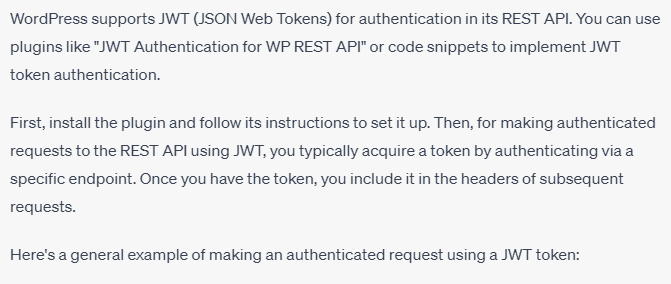 WordPress supports JWT (JSON Web Tokens) for authentication in its REST API. You can use
plugins like "JWT Authentication for WP REST API" or code snippets to implement JWT
token authentication.
First, install the plugin and follow its instructions to set it up. Then, for making authenticated
requests to the REST API using JWT, you typically acquire a token by authenticating via a
specific endpoint. Once you have the token, you include it in the headers of subsequent
requests.
Here's a general example of making an authenticated request using a JWT token: